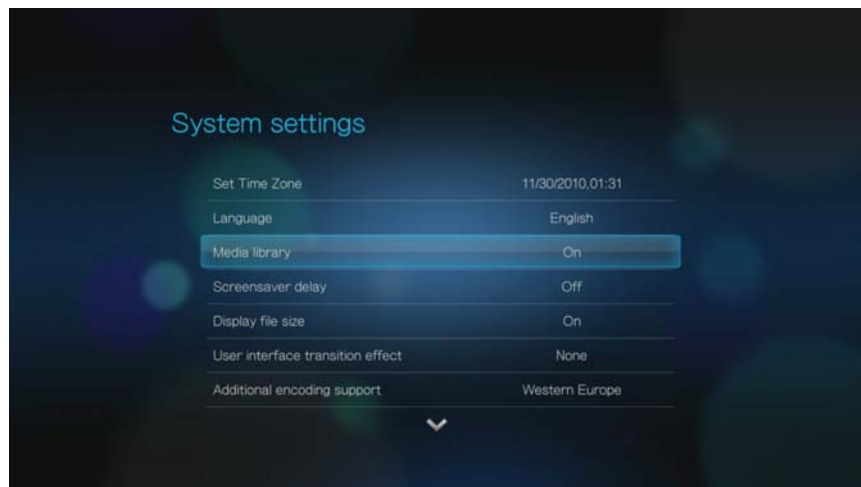 System settings
Set Time Zone 11/30/2010,01:31
Language English
Media library On
Screensaver delay Off
Display file size On
User interface transition effect None
Additional encoding support Western Europe